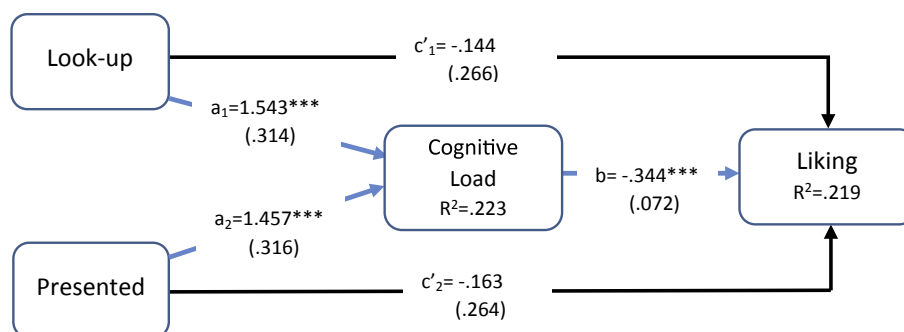 Look-up
c'₁= -.144
(.266)
a₁=1.543***
(.314)
Cognitive
Load
R²=.223
b= -.344***
(.072)
Liking
R²=.219
a₂=1.457***
(.316)
Presented
c'₂= -.163
(.264)